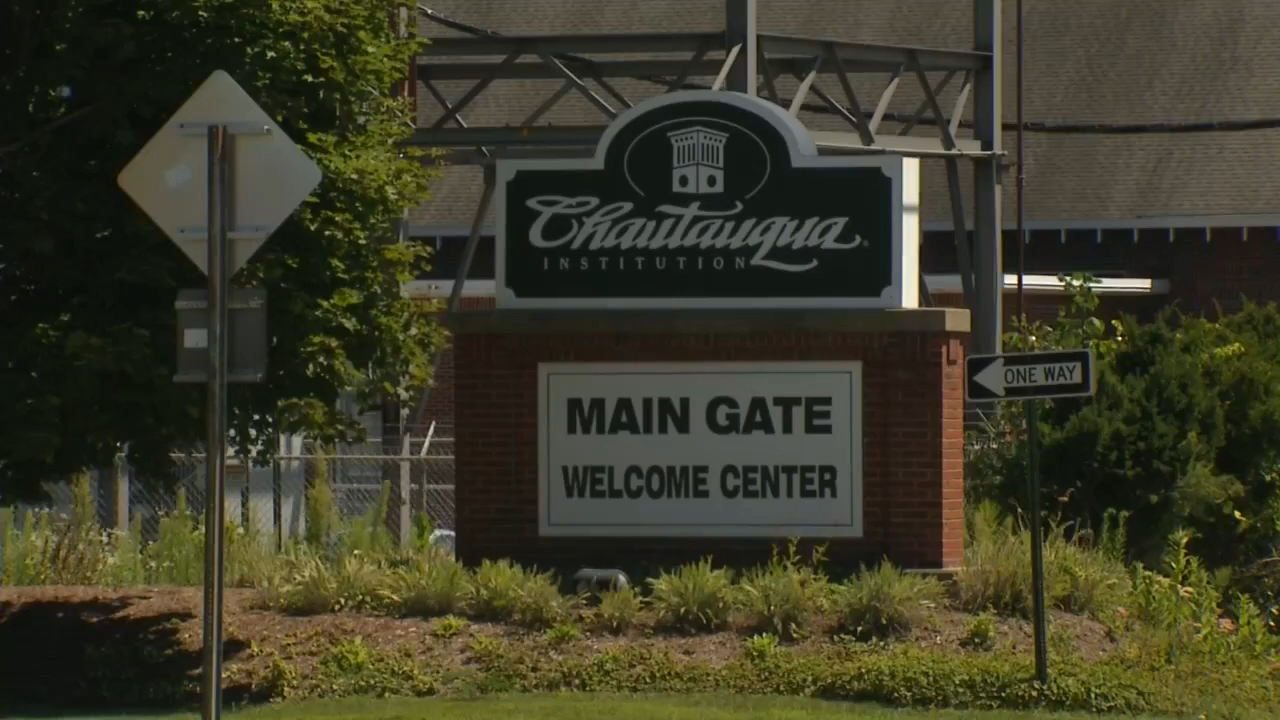 Chautauqua®
INSTITUTION
MAIN GATE
WELCOME CENTER
ONE WAY